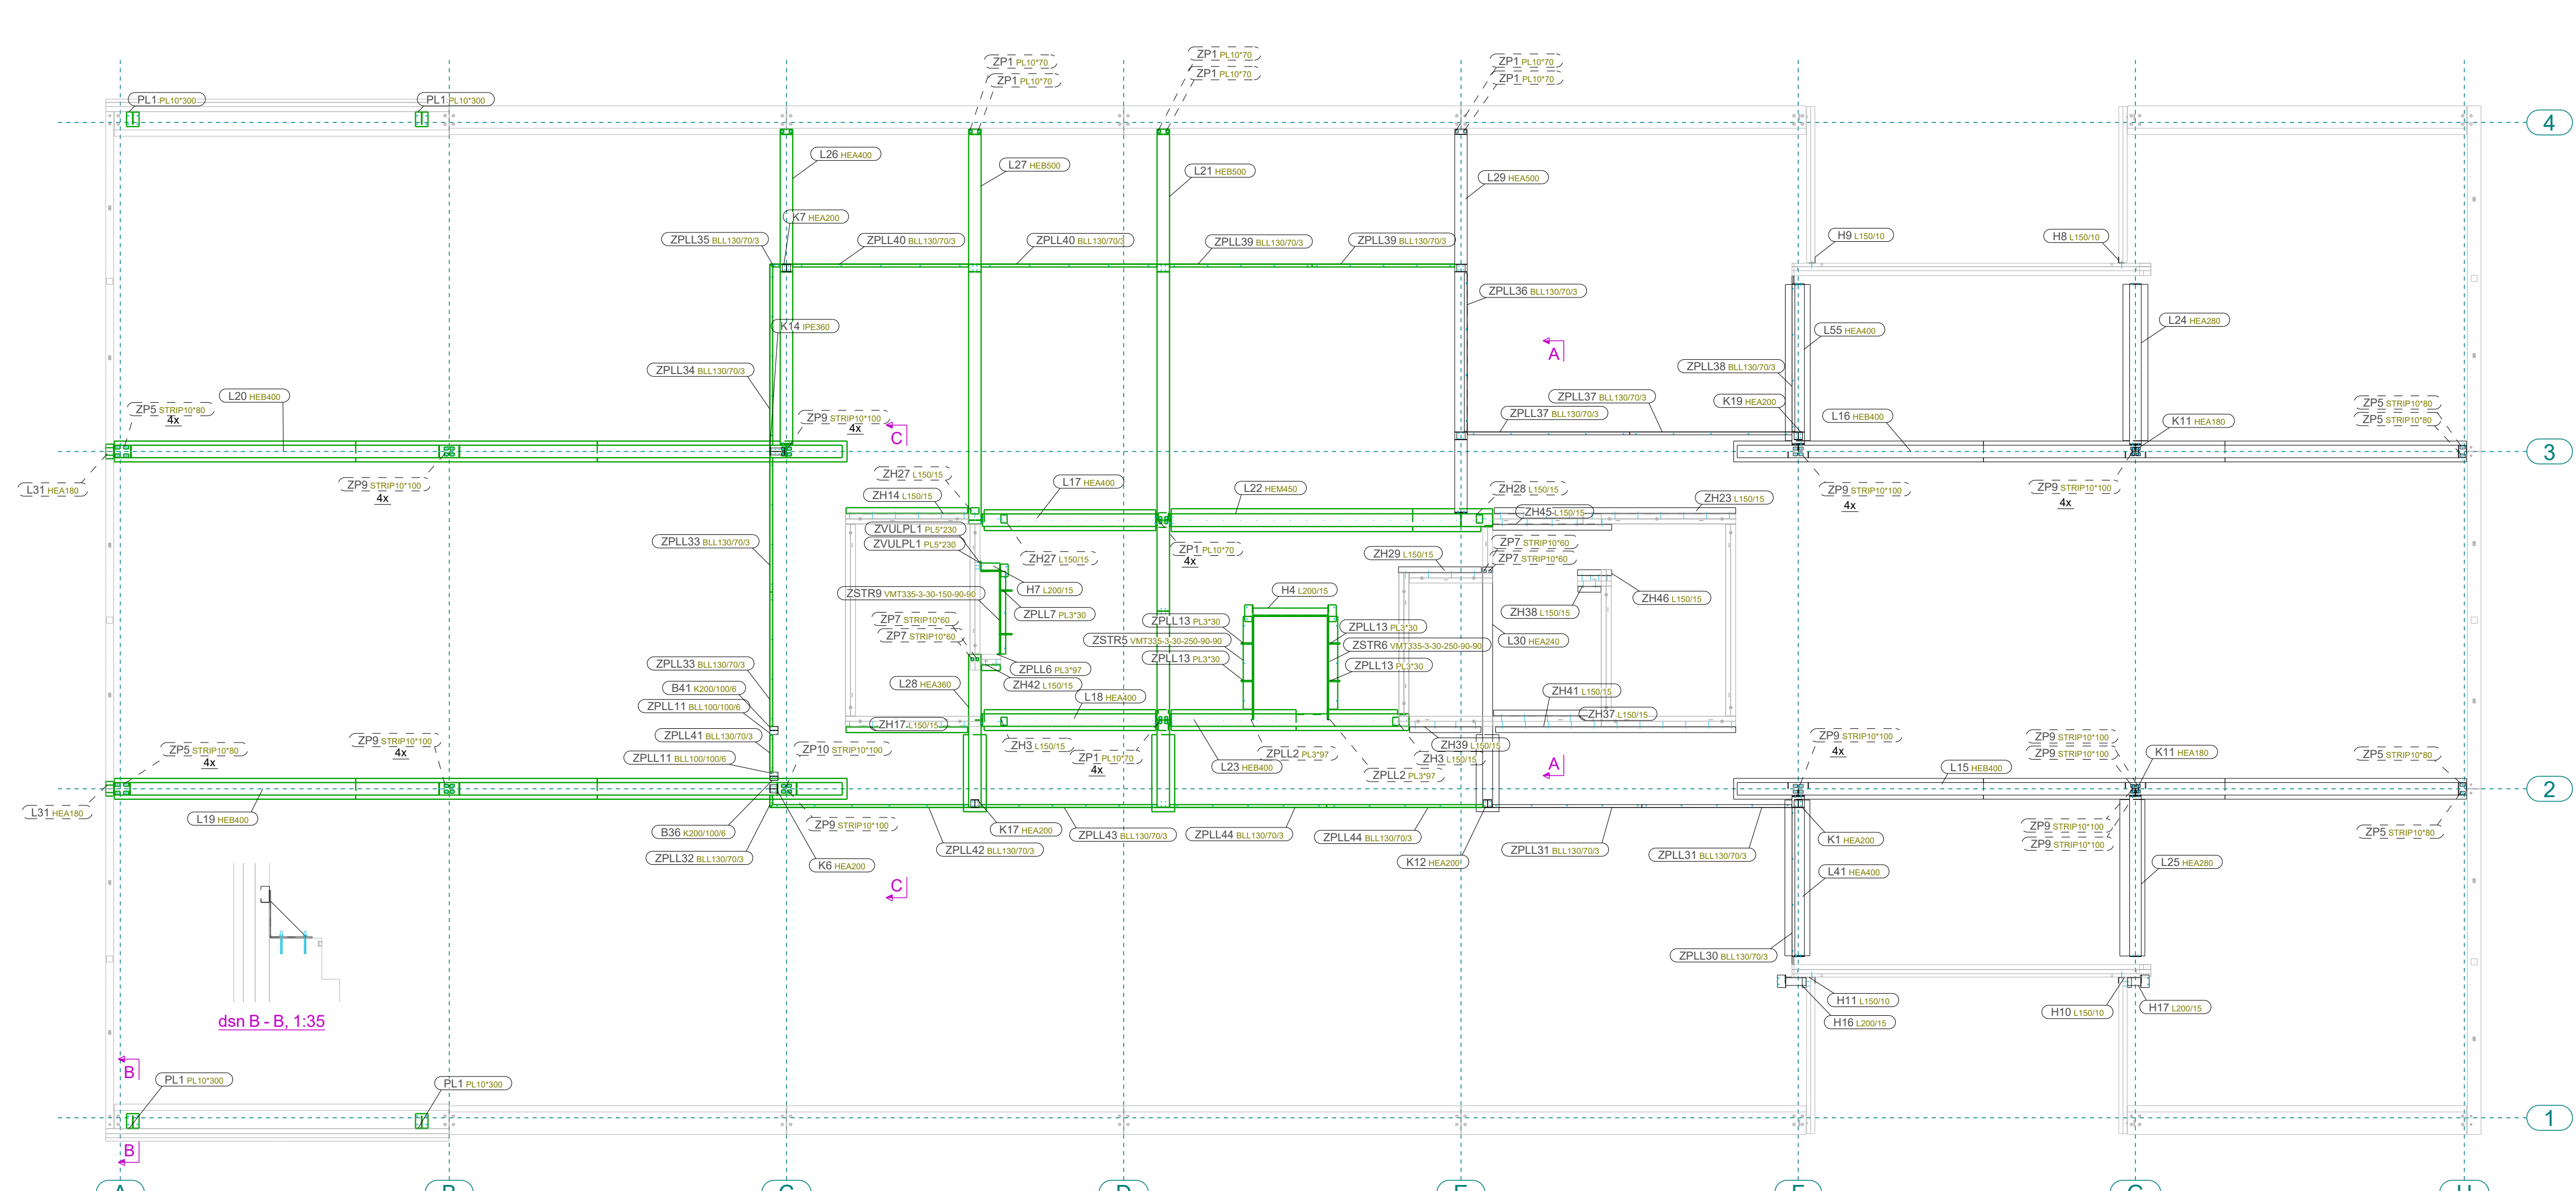 ZP1 PL10*70
ZP1 PL10*70
ZP1 PL10*70
ZP1 PL10*70
ZP1 PL10*70
ZP1 PL10*70
PL1 PL10*300
PL1 PL10*300
4
L26 HEA400
L27 HEB500
L21 HEB500
L29 HEA500
K7 HEA200
ZPLL35 BLL130/70/3
ZPLL40 BLL130/70/3
ZPLL40 BLL130/70/3
ZPLL39 BLL130/70/3
ZPLL39 BLL130/70/3
H9 L150/10
H8 L150/10
ZPLL36 BLL130/70/3
K14 IPE360
A
L55 HEA400
L24 HEA280
ZPLL34 BLL130/70/3
ZPLL38 BLL130/70/3
L20 HEB400
ZP5 STRIP10*80
4x
ZP9 STRIP10*100
4x
C
ZPLL37 BLL130/70/3
ZPLL37 BLL130/70/3
K19 HEA200
L16 HEB400
K11 HEA180
ZP5 STRIP10*80
ZP5 STRIP10*80
3
L31 HEA180
ZP9 STRIP10*100
4x
ZH27 L150/15
ZH14 L150/15
L17 HEA400
L22 HEM450
ZH28 L150/15
ZH23 L150/15
ZH45 L150/15
ZP9 STRIP10*100
4x
ZP9 STRIP10*100
4x
ZVULPL1 PL5*230
ZVULPL1 PL5*230
ZPLL33 BLL130/70/3
ZH27 L150/15
ZP1 PL10*70
4x
ZH29 L150/15
ZP7 STRIP10*60
ZP7 STRIP10*60
H7 L200/15
H4 L200/15
ZSTR9 VMT335-3-30-150-90-90
ZPLL7 PL3*30
ZH38 L150/15
ZH46 L150/15
ZP7 STRIP10*60
ZP7 STRIP10*60
ZPLL13 PL3*30
ZPLL13 PL3*30
ZSTR5 VMT335-3-30-250-90-90
ZSTR6 VMT335-3-30-250-90-90
L30 HEA240
ZPLL13 PL3*30
ZPLL13 PL3*30
ZPLL33 BLL130/70/3
ZPLL6 PL3*97
ZH42 L150/15
L28 HEA360
L18 HEA400
B41 K200/100/6
ZPLL11 BLL100/100/6
ZH41 L150/15
ZH37 L150/15
ZH17 L150/15
ZPLL41 BLL130/70/3
ZP5 STRIP10*80
4x
ZP9 STRIP10*100
4x
ZP10 STRIP10*100
ZPLL11 BLL100/100/6
ZH3 L150/15
ZP1 PL10*70
4x
L23 HEB400
ZPLL2 PL3*97
ZPLL2 PL3*97
ZH39 L150/15
ZH3 L150/15
A
ZP9 STRIP10*100
4x
L15 HEB400
ZP9 STRIP10*100
ZP9 STRIP10*100
K11 HEA180
ZP5 STRIP10*80
2
L31 HEA180
L19 HEB400
B36 K200/100/6
ZP9 STRIP10*100
K17 HEA200
ZPLL43 BLL130/70/3
ZPLL44 BLL130/70/3
ZPLL44 BLL130/70/3
ZP9 STRIP10*100
ZP9 STRIP10*100
ZP5 STRIP10*80
ZPLL32 BLL130/70/3
K6 HEA200
ZPLL42 BLL130/70/3
K12 HEA200
ZPLL31 BLL130/70/3
ZPLL31 BLL130/70/3
K1 HEA200
L41 HEA400
L25 HEA280
C
ZPLL30 BLL130/70/3
H11 L150/10
H16 L200/15
H10 L150/10
H17 L200/15
dsn B - B, 1:35
B
PL1 PL10*300
PL1 PL10*300
1
B
A B C D E F G H